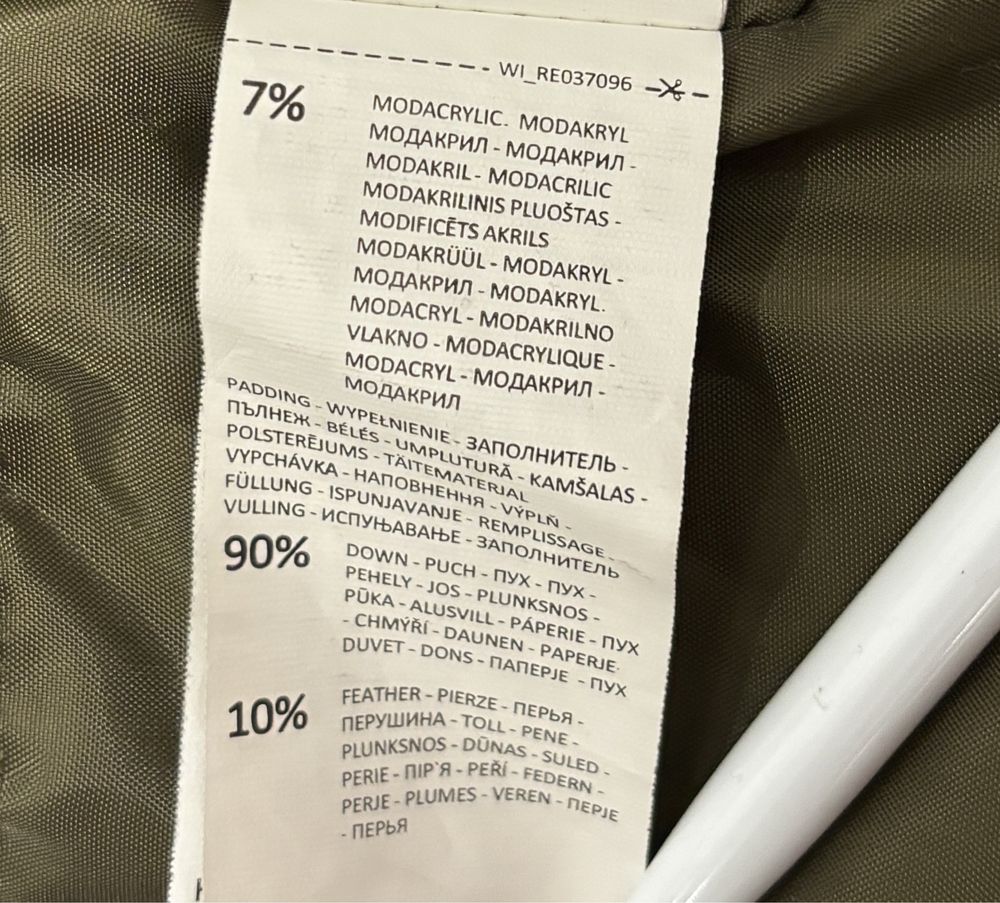 WI_RE037096
7%
MODACRYLIC. MODAKRYL
МОДАКРИЛ - МОДАКРИЛ -
MODAKRIL - MODACRILIC
MODAKRILINIS PLUOŠTAS -
MODIFICĒTS AKRILS
MODAKRÜÜL - MODAKRYL -
МОДАКРИЛ - MODAKRYL.
MODACRYL - MODAKRILNO
VLAKNO - MODACRYLIQUE -
MODACRYL - МОДАКРИЛ -
МОДАКРИЛ
PADDING - WYPEŁNIENIE - ЗАПОЛНИТЕЛЬ -
ПЪЛНЕЖ - BÉLÉS - UMPLUTURĂ - KAMŠALAS -
POLSTERĒJUMS - TÄITEMATERJAL
VYPCHÁVKA - НАПОВНЕННЯ - VÝPLŇ -
FÜLLUNG - ISPUNJAVANJE - REMPLISSAGE -
VULLING - ИСПУЊАВАЊЕ - ЗАПОЛНИТЕЛЬ
90%
DOWN - PUCH - ПУХ - ПУХ -
PEHELY - JOS - PLUNKSNOS -
PŪKA - ALUSVILL - PÁPERIE - ПУХ
- CHMÝŘÍ - DAUNEN - PAPERJE
DUVET - DONS - ПАПЕРЈЕ - ПУХ
10%
FEATHER - PIERZE - ПЕРЬЯ -
ПЕРУШИНА - TOLL - PENE -
PLUNKSNOS - DŪNAS - SULED -
PERIE - ПІР`Я - PEŘÍ - FEDERN -
PERJE - PLUMES - VEREN - ПЕРЈЕ
- ПЕРЬЯ